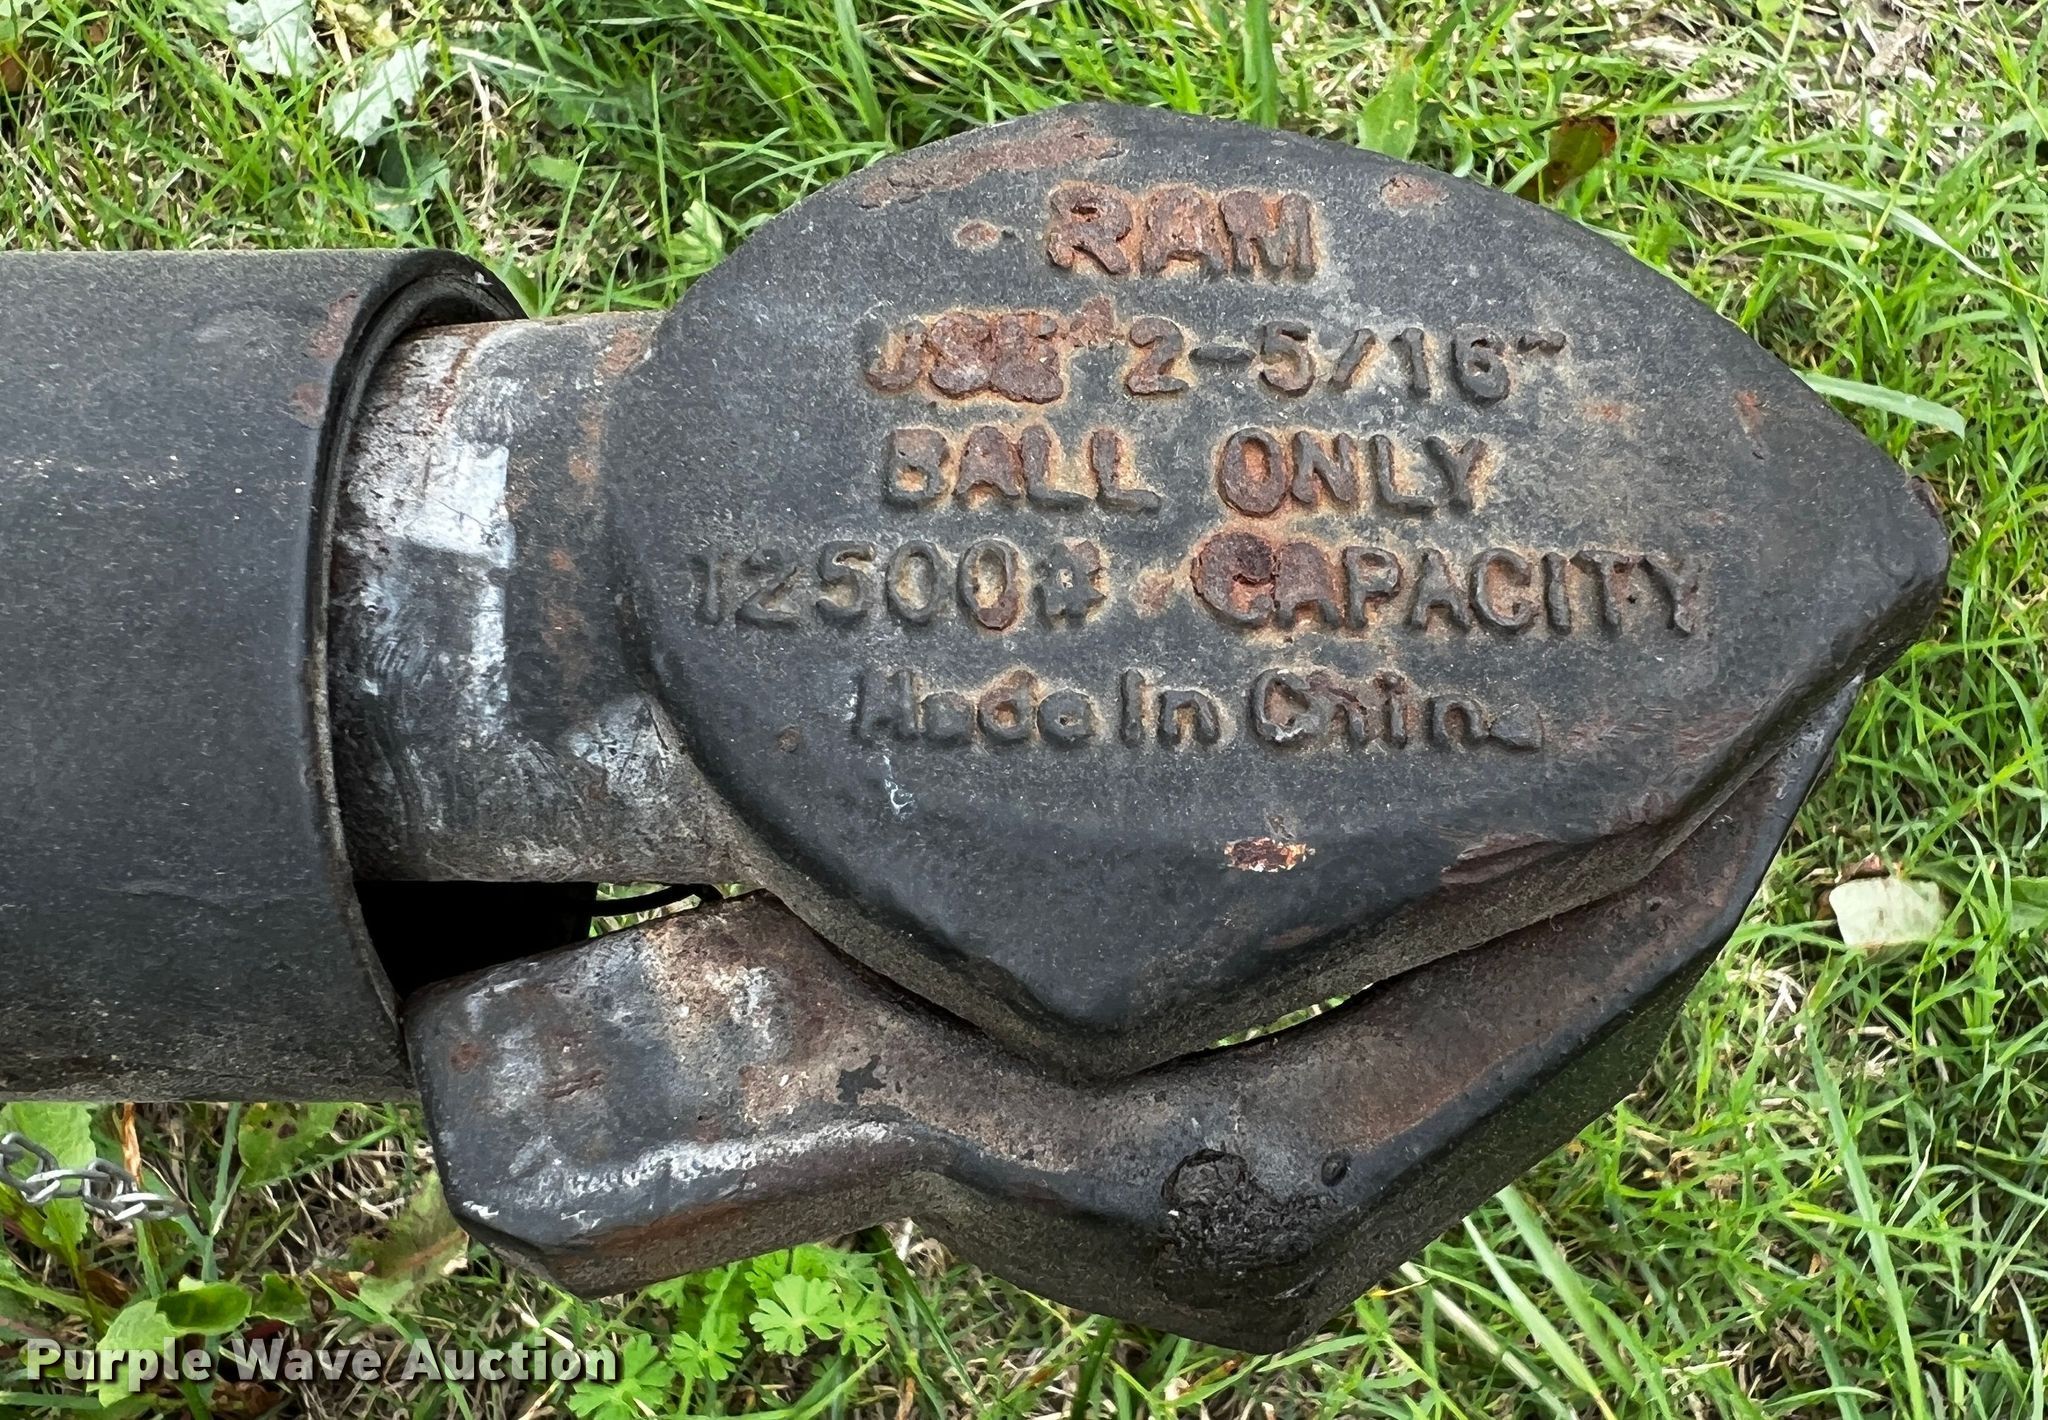 RAM
USE 2-5/16"
BALL ONLY
12500# CAPACITY
Made In China
Purple Wave Auction